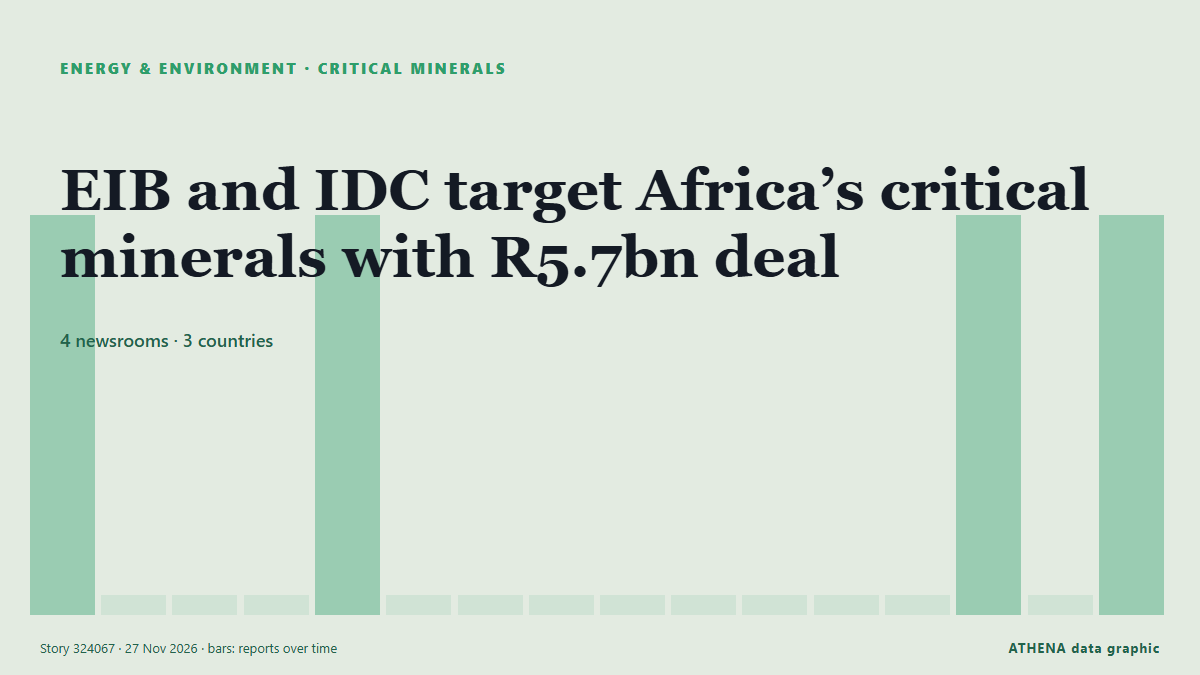 ENERGY & ENVIRONMENT · CRITICAL MINERALS
EIB and IDC target Africa’s critical
minerals with R5.7bn deal
4 newsrooms · 3 countries
Story 324067 · 27 Nov 2026 · bars: reports over time
ATHENA data graphic